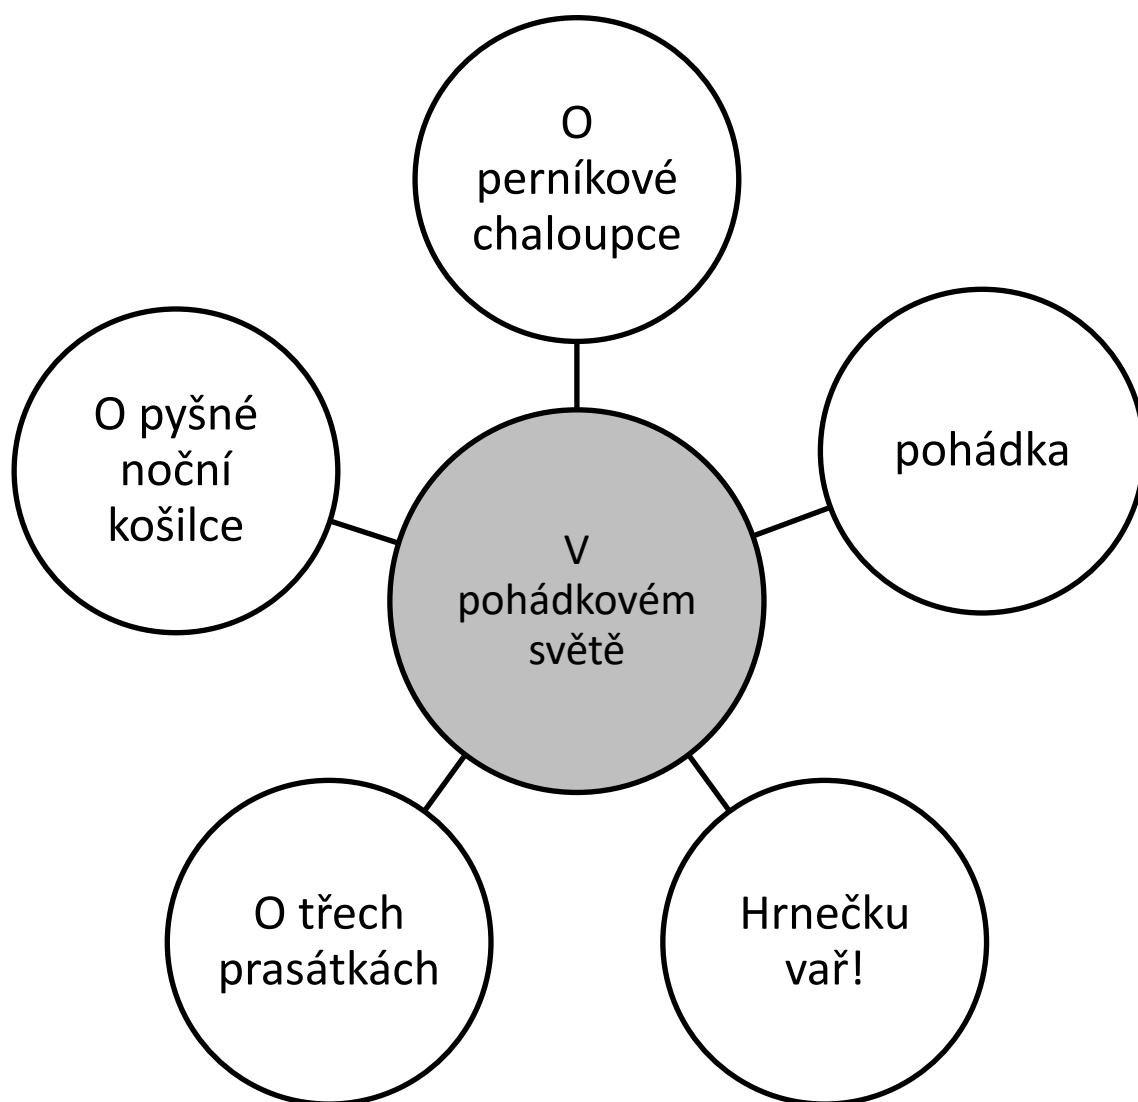 O
perníkové
chaloupce
O pyšné
noční
košilce
pohádka
V
pohádkovém
světě
O třech
prasátkách
Hrnečku
vař!